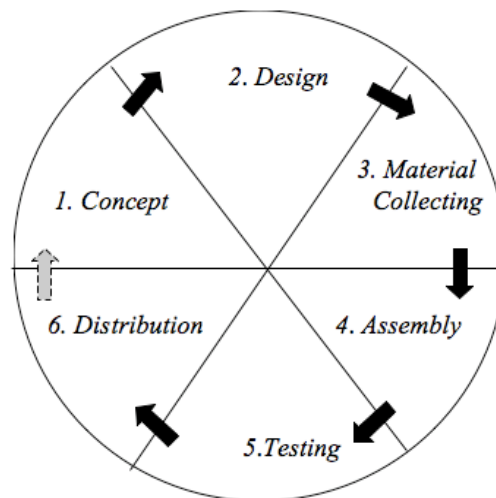 1. Concept
2. Design
3. Material
Collecting
4. Assembly
5.Testing
6. Distribution